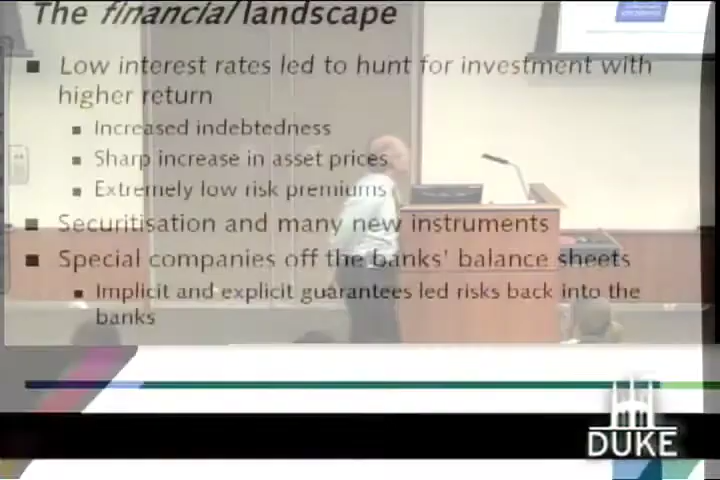 The financial landscape
Low interest rates led to hunt for investment with
higher return
Increased indebtedness
Sharp increase in asset prices
Extremely low risk premiums
Securitisation and many new instruments
Special companies off the banks' balance sheets
Implicit and explicit guarantees led risks back into the
banks
DUKE